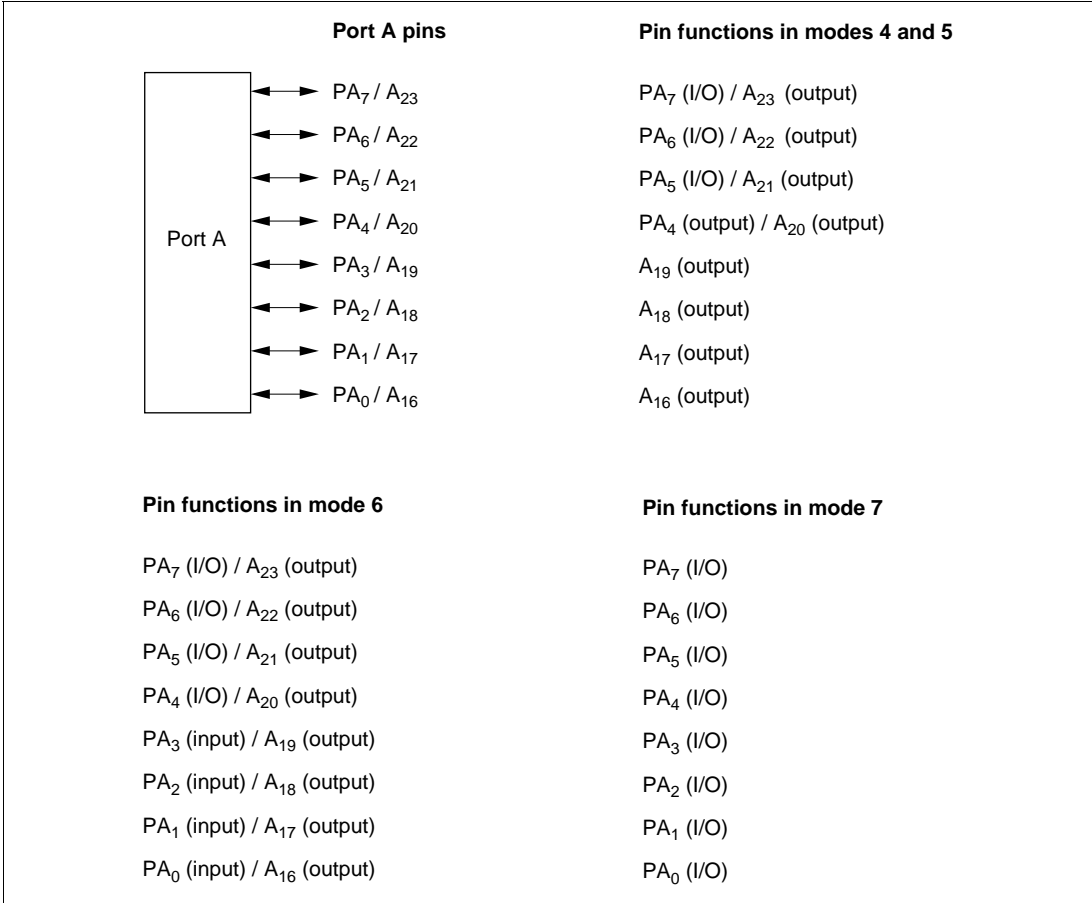 Port A pins
Pin functions in modes 4 and 5
Port A
PA₇ / A₂₃
PA₆ / A₂₂
PA₅ / A₂₁
PA₄ / A₂₀
PA₃ / A₁₉
PA₂ / A₁₈
PA₁ / A₁₇
PA₀ / A₁₆
PA₇ (I/O) / A₂₃ (output)
PA₆ (I/O) / A₂₂ (output)
PA₅ (I/O) / A₂₁ (output)
PA₄ (output) / A₂₀ (output)
A₁₉ (output)
A₁₈ (output)
A₁₇ (output)
A₁₆ (output)
Pin functions in mode 6
PA₇ (I/O) / A₂₃ (output)
PA₆ (I/O) / A₂₂ (output)
PA₅ (I/O) / A₂₁ (output)
PA₄ (I/O) / A₂₀ (output)
PA₃ (input) / A₁₉ (output)
PA₂ (input) / A₁₈ (output)
PA₁ (input) / A₁₇ (output)
PA₀ (input) / A₁₆ (output)
Pin functions in mode 7
PA₇ (I/O)
PA₆ (I/O)
PA₅ (I/O)
PA₄ (I/O)
PA₃ (I/O)
PA₂ (I/O)
PA₁ (I/O)
PA₀ (I/O)